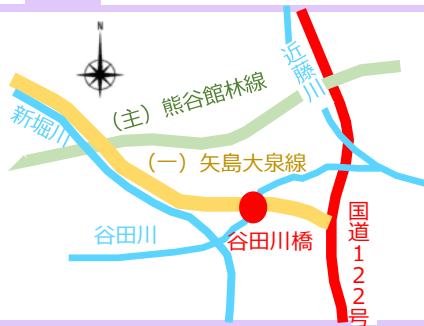 N
近藤川
（主）熊谷館林線
新堀川
（一）矢島大泉線
谷田川
谷田川橋
国道１２２号